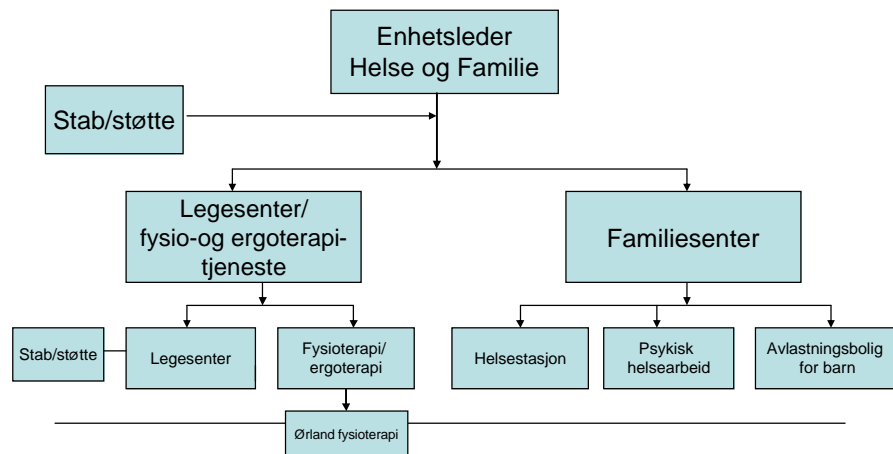 Enhetsleder
Helse og Familie
Stab/støtte
Legesenter/
fysio-og ergoterapi-
tjeneste
Familiesenter
Stab/støtte
Legesenter
Fysioterapi/
ergoterapi
Helsestasjon
Psykisk
helsearbeid
Avlastningsbolig
for barn
Ørland fysioterapi